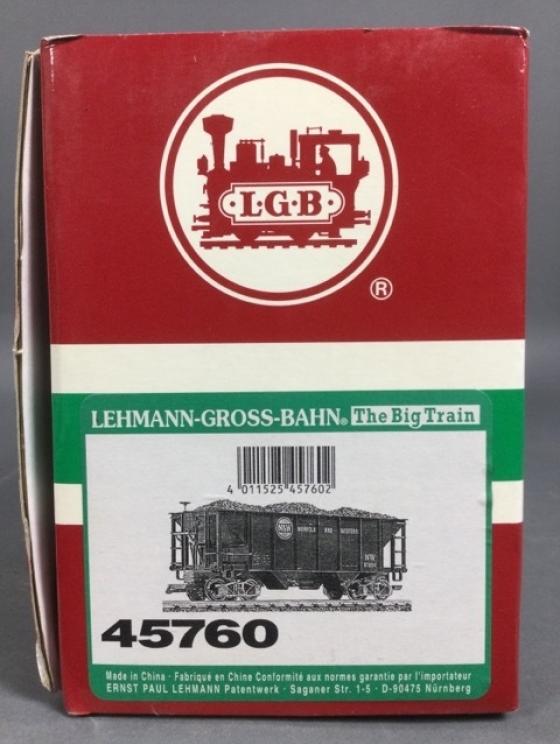 L·G·B
®
LEHMANN-GROSS-BAHN® The Big Train
4 011525 457602
N&W NORFOLK AND WESTERN
NW
45760
Made in China · Fabriqué en Chine Conformité aux normes garantie par l'importateur
ERNST PAUL LEHMANN Patentwerk · Saganer Str. 1-5 · D-90475 Nürnberg